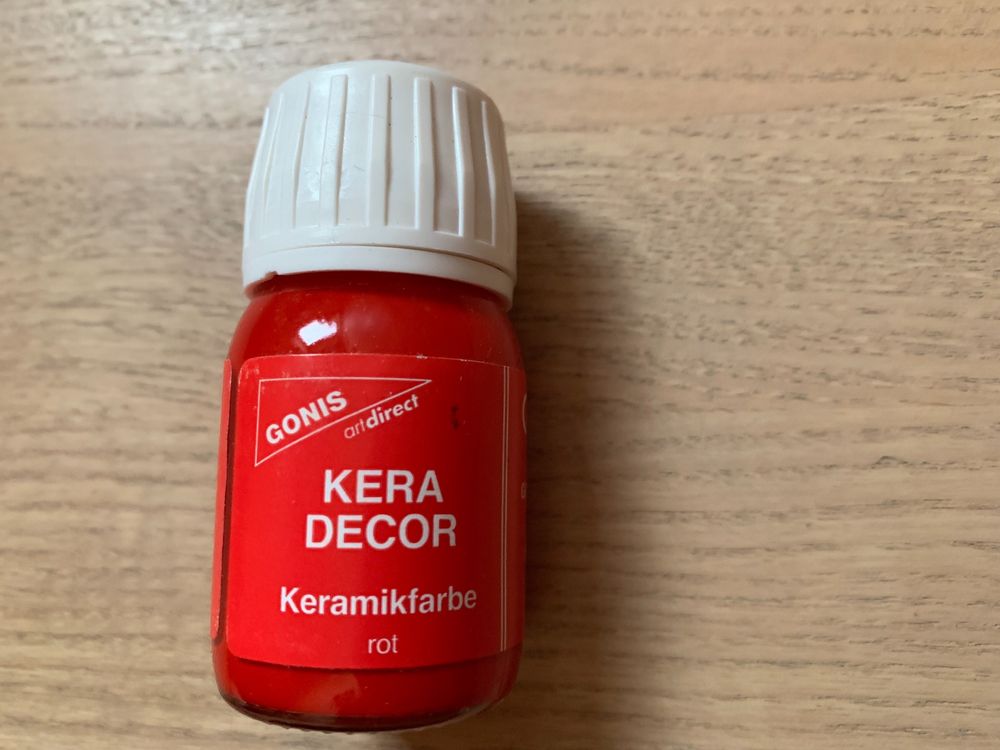 GONIS
artdirect
KERA
DECOR
Keramikfarbe
rot